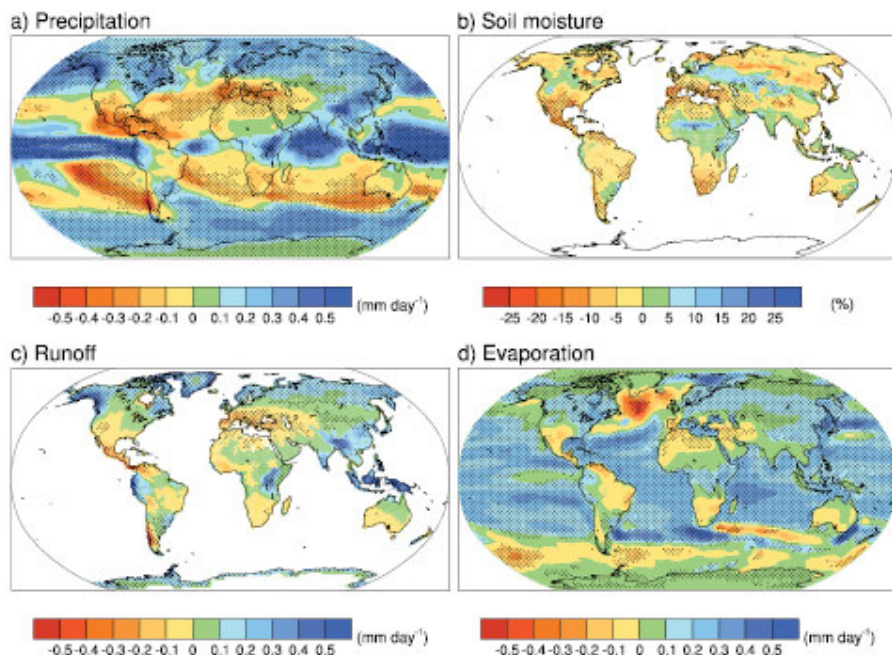 a) Precipitation
b) Soil moisture
(mm day⁻¹)
-0.5 -0.4 -0.3 -0.2 -0.1 0 0.1 0.2 0.3 0.4 0.5
(%)
-25 -20 -15 -10 -5 0 5 10 15 20 25
c) Runoff
d) Evaporation
(mm day⁻¹)
-0.5 -0.4 -0.3 -0.2 -0.1 0 0.1 0.2 0.3 0.4 0.5
(mm day⁻¹)
-0.5 -0.4 -0.3 -0.2 -0.1 0 0.1 0.2 0.3 0.4 0.5